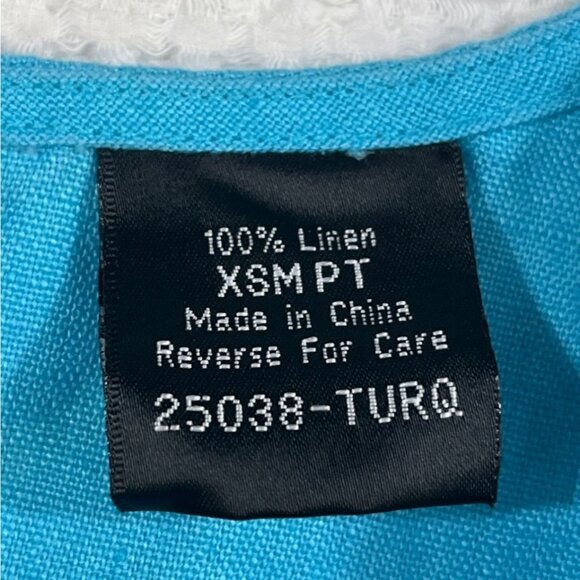 100% Linen
XSM PT
Made in China
Reverse For Care
25038-TURQ